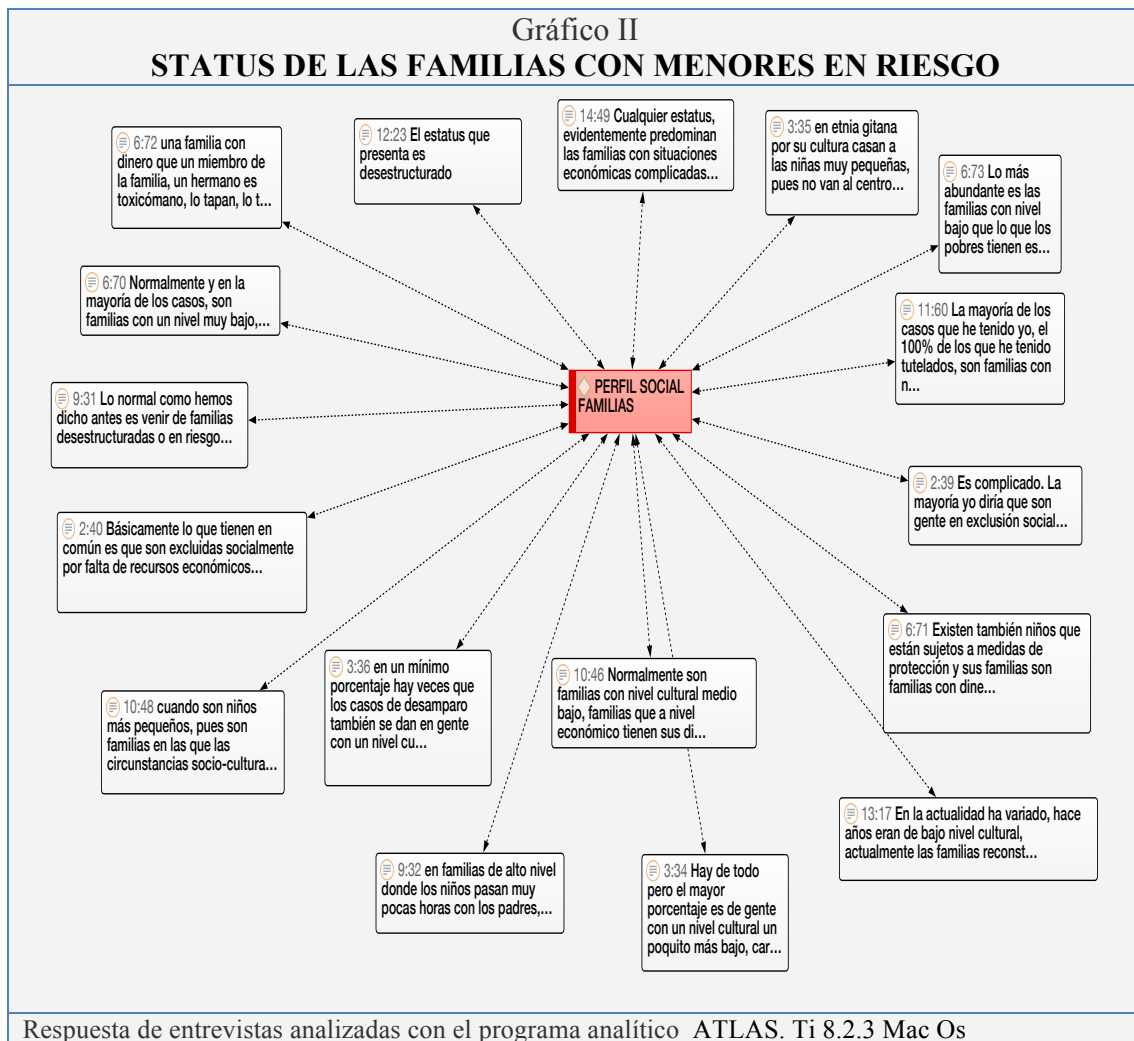 Gráfico II
STATUS DE LAS FAMILIAS CON MENORES EN RIESGO
6:72 una familia con
dinero que un miembro de
la familia, un hermano es
toxicómano, lo tapan, lo t...
12:23 El estatus que
presenta es
desestructurado
14:49 Cualquier estatus,
evidentemente predominan
las familias con situaciones
económicas complicadas...
3:35 en etnia gitana
por su cultura casan a
las niñas muy pequeñas,
pues no van al centro...
6:73 Lo más
abundante es las
familias con nivel
bajo que lo que los
pobres tienen es...
6:70 Normalmente y en la
mayoría de los casos, son
familias con un nivel muy bajo,...
11:60 La mayoría de los
casos que he tenido yo, el
100% de los que he tenido
tutelados, son familias con
n...
PERFIL SOCIAL
FAMILIAS
9:31 Lo normal como hemos
dicho antes es venir de familias
desestructuradas o en riesgo...
2:39 Es complicado. La
mayoría yo diría que son
gente en exclusión social...
2:40 Básicamente lo que tienen en
común es que son excluidas socialmente
por falta de recursos económicos...
6:71 Existen también niños que
están sujetos a medidas de
protección y sus familias son
familias con dine...
3:36 en un mínimo
porcentaje hay veces que
los casos de desamparo
también se dan en gente
con un nivel cu...
10:46 Normalmente son
familias con nivel cultural medio
bajo, familias que a nivel
económico tienen sus di...
10:48 cuando son niños
más pequeños, pues son
familias en las que las
circunstancias socio-cultura...
13:17 En la actualidad ha variado, hace
años eran de bajo nivel cultural,
actualmente las familias reconst...
9:32 en familias de alto nivel
donde los niños pasan muy
pocas horas con los padres,...
3:34 Hay de todo
pero el mayor
porcentaje es de gente
con un nivel cultural un
poquito más bajo, car...
Respuesta de entrevistas analizadas con el programa analítico ATLAS. Ti 8.2.3 Mac Os